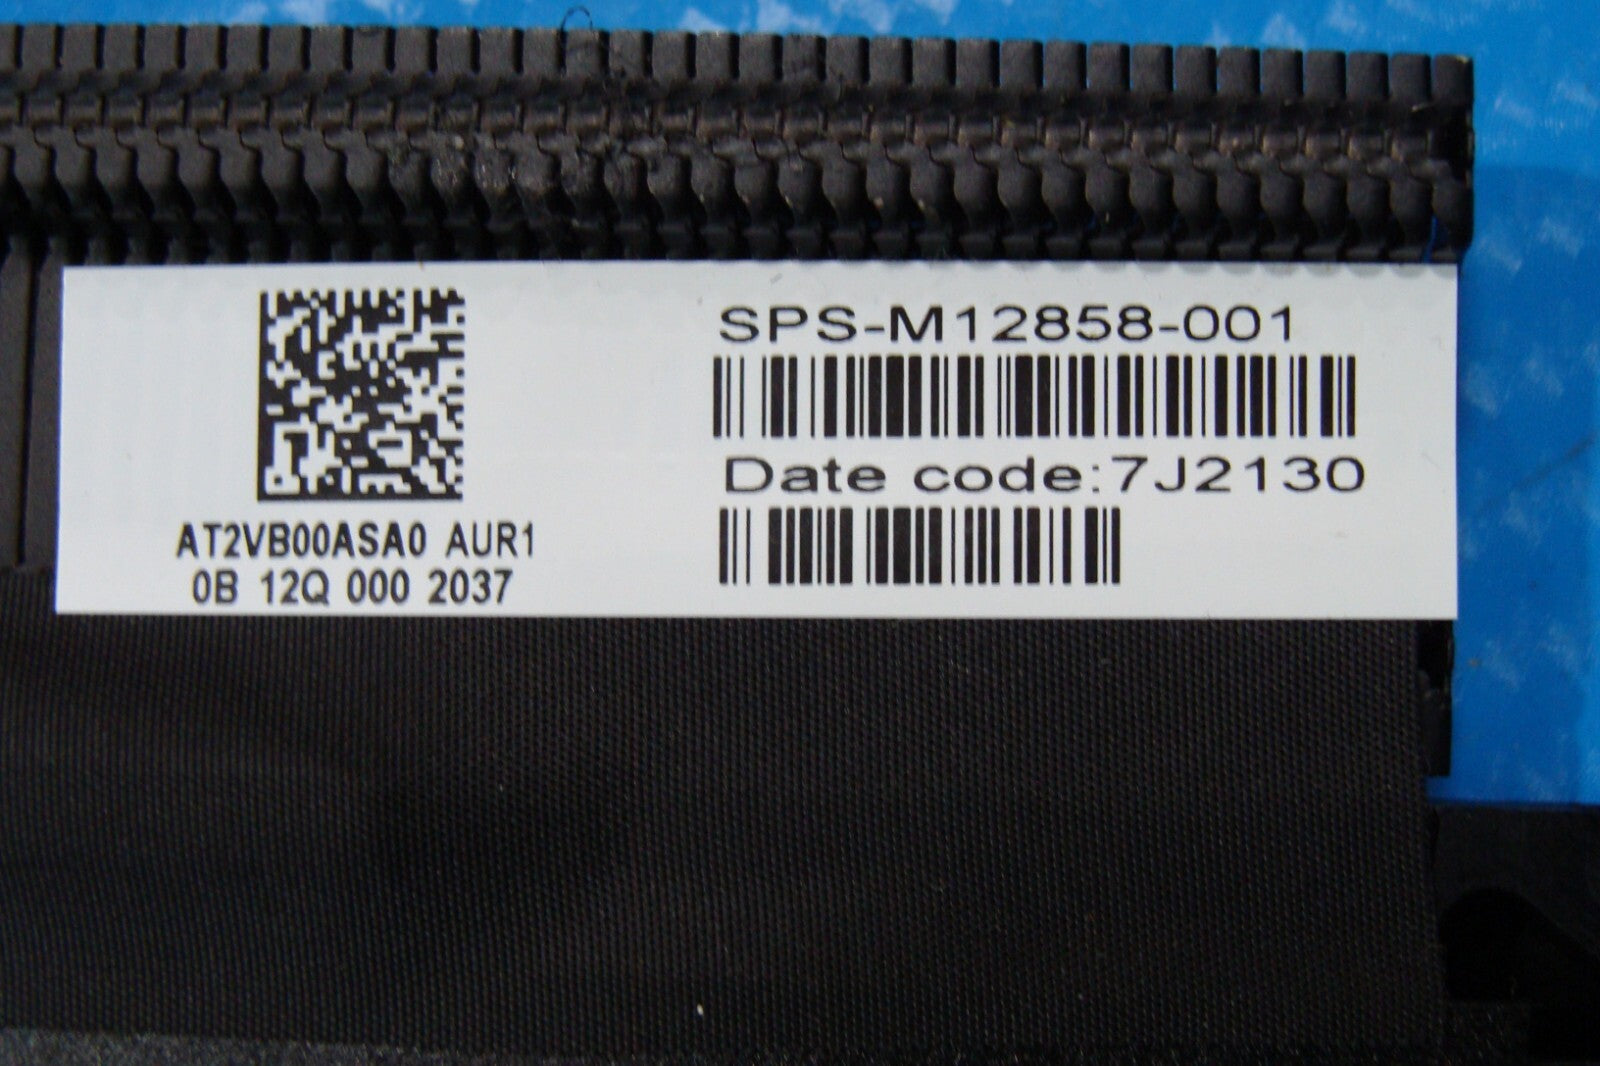 SPS-M12858-001
Date code:7J2130
AT2VB00ASA0 AUR1
0B 12Q 000 2037